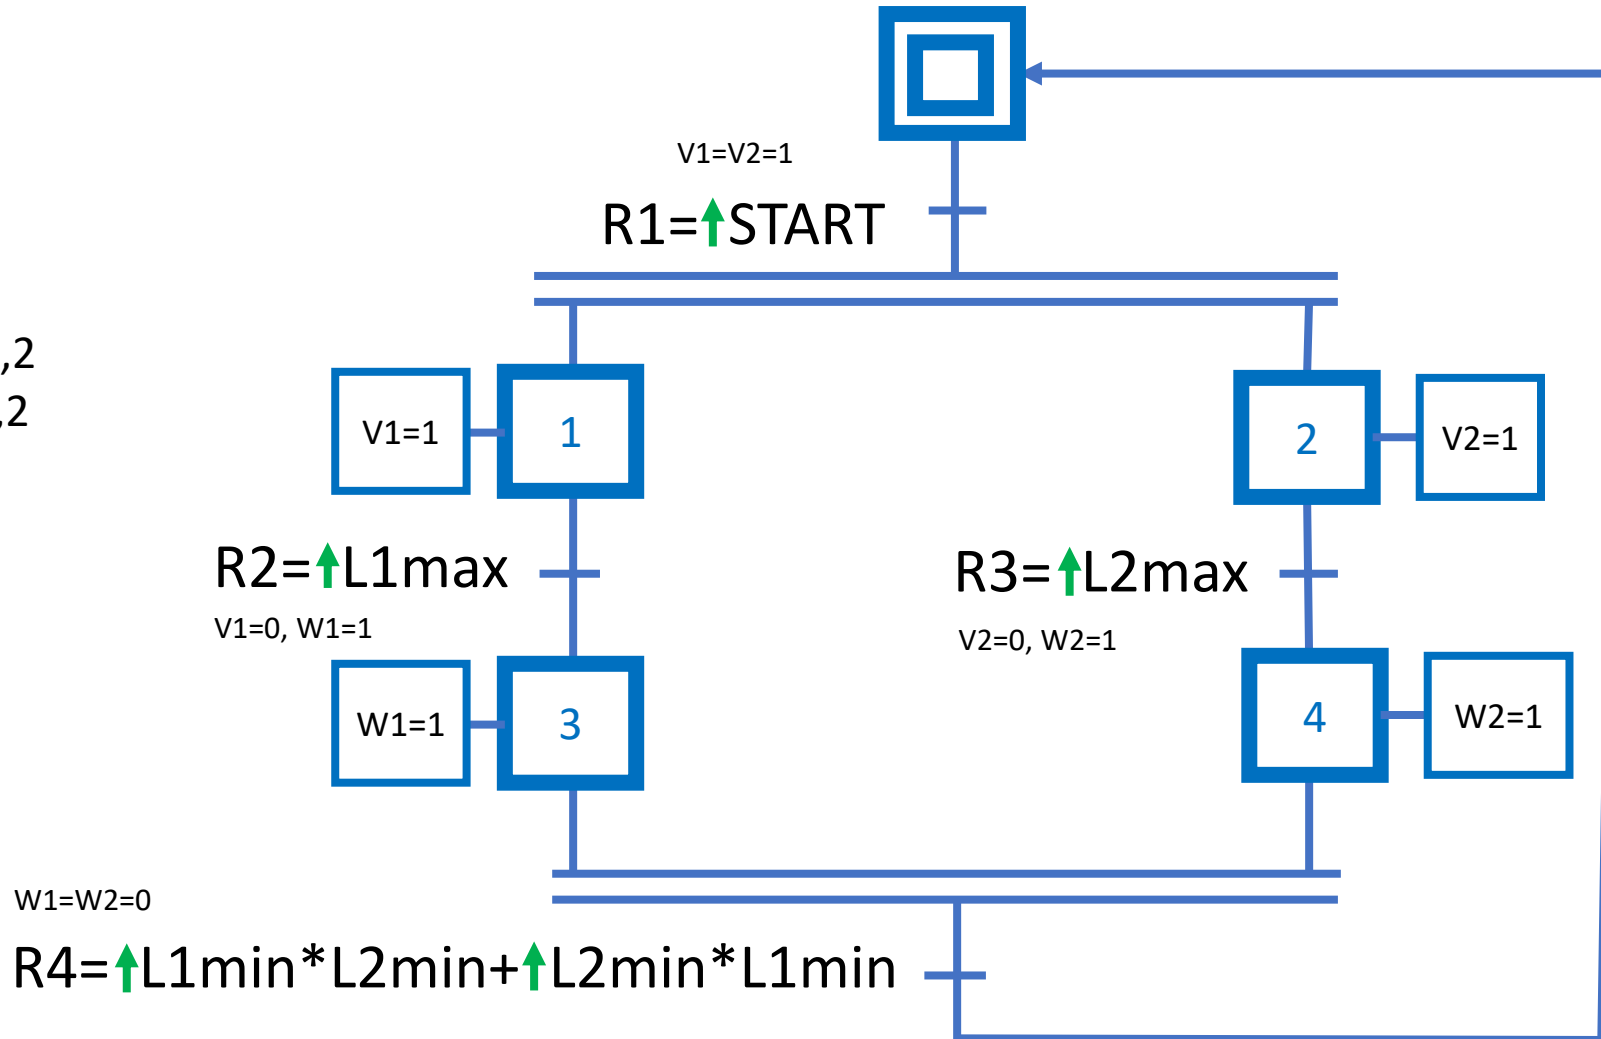 V1=V2=1
R1=↑START
,2
,2
V1=1
1
2
V2=1
R2=↑L1max
V1=0, W1=1
R3=↑L2max
V2=0, W2=1
W1=1
3
4
W2=1
W1=W2=0
R4=↑L1min*L2min+↑L2min*L1min